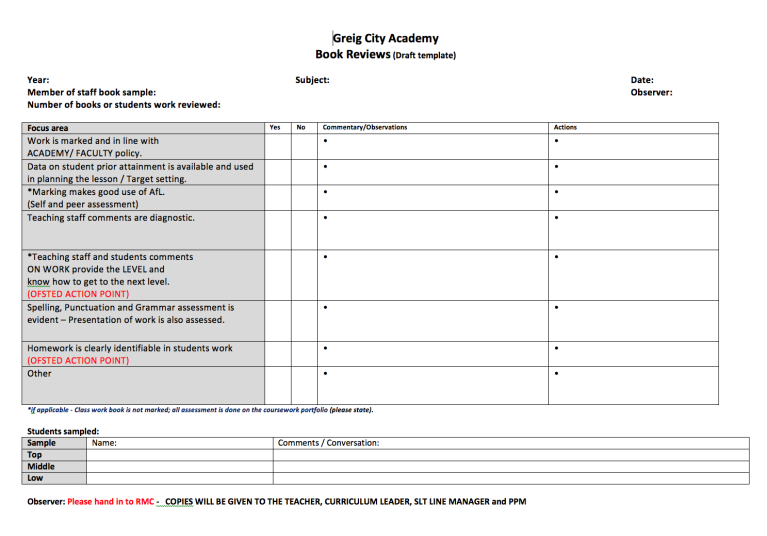 Greig City Academy
Book Reviews (Draft template)
Year: Subject: Date:
Member of staff book sample: Observer:
Number of books or students work reviewed:
Focus area Yes No Commentary/Observations Actions
Work is marked and in line with
ACADEMY/ FACULTY policy.
• •
Data on student prior attainment is available and used
in planning the lesson / Target setting.
• •
*Marking makes good use of AfL.
(Self and peer assessment)
• •
Teaching staff comments are diagnostic.
• •
*Teaching staff and students comments
ON WORK provide the LEVEL and
know how to get to the next level.
(OFSTED ACTION POINT)
• •
Spelling, Punctuation and Grammar assessment is
evident – Presentation of work is also assessed.
• •
Homework is clearly identifiable in students work
(OFSTED ACTION POINT)
• •
Other
• •
*If applicable - Class work book is not marked; all assessment is done on the coursework portfolio (please state).
Students sampled:
Sample Name: Comments / Conversation:
Top
Middle
Low
Observer: Please hand in to RMC - COPIES WILL BE GIVEN TO THE TEACHER, CURRICULUM LEADER, SLT LINE MANAGER and PPM